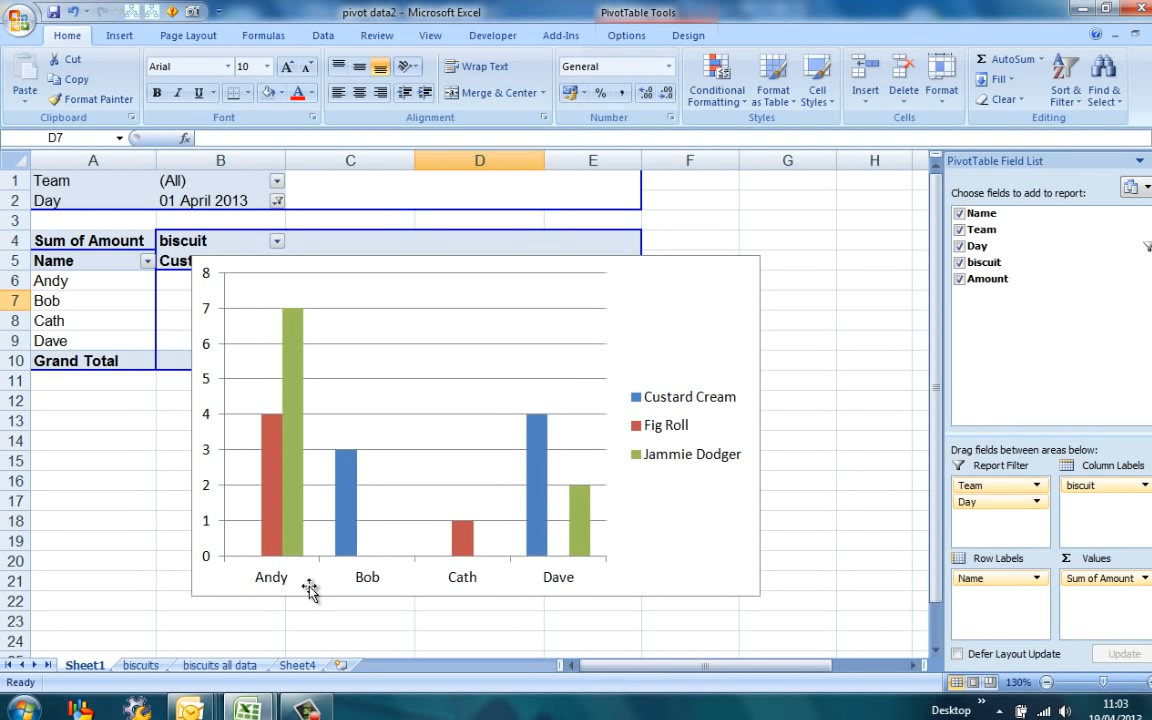 pivot data2 - Microsoft Excel
PivotTable Tools
Home Insert Page Layout Formulas Data Review View Developer Add-Ins Options Design
Paste
Cut
Copy
Format Painter
Clipboard
Arial 10
B I U
Font
Wrap Text
Merge & Center
Alignment
General
Number
Conditional Formatting
Format as Table
Cell Styles
Styles
Insert Delete Format
Cells
AutoSum
Fill
Clear
Sort & Filter
Find & Select
Editing
D7 fx
A B C D E F G H
1 Team (All)
2 Day 01 April 2013
3
4 Sum of Amount biscuit
5 Name Cust
6 Andy
7 Bob
8 Cath
9 Dave
10 Grand Total
11
12
13
14
15
16
17
18
19
20
21
22
23
24
8
7
6
5
4
3
2
1
0
Andy Bob Cath Dave
Custard Cream
Fig Roll
Jammie Dodger
PivotTable Field List
Choose fields to add to report:
Name
Team
Day
biscuit
Amount
Drag fields between areas below:
Report Filter Column Labels
Team biscuit
Day
Row Labels Σ Values
Name Sum of Amount
Defer Layout Update Update
Sheet1 biscuits biscuits all data Sheet4
Ready 130%
Desktop 11:03
19/04/2013